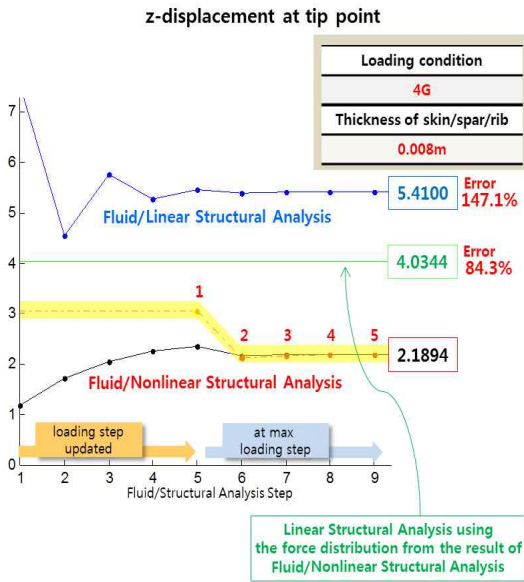 z-displacement at tip point
Loading condition
4G
Thickness of skin/spar/rib
0.008m
7
6
5
4
3
2
1
0
Fluid/Linear Structural Analysis
5.4100
Error
147.1%
4.0344
Error
84.3%
1
2
3
4
5
2.1894
Fluid/Nonlinear Structural Analysis
loading step
updated
at max
loading step
1 2 3 4 5 6 7 8 9
Fluid/Structural Analysis Step
Linear Structural Analysis using
the force distribution from the result of
Fluid/Nonlinear Structural Analysis